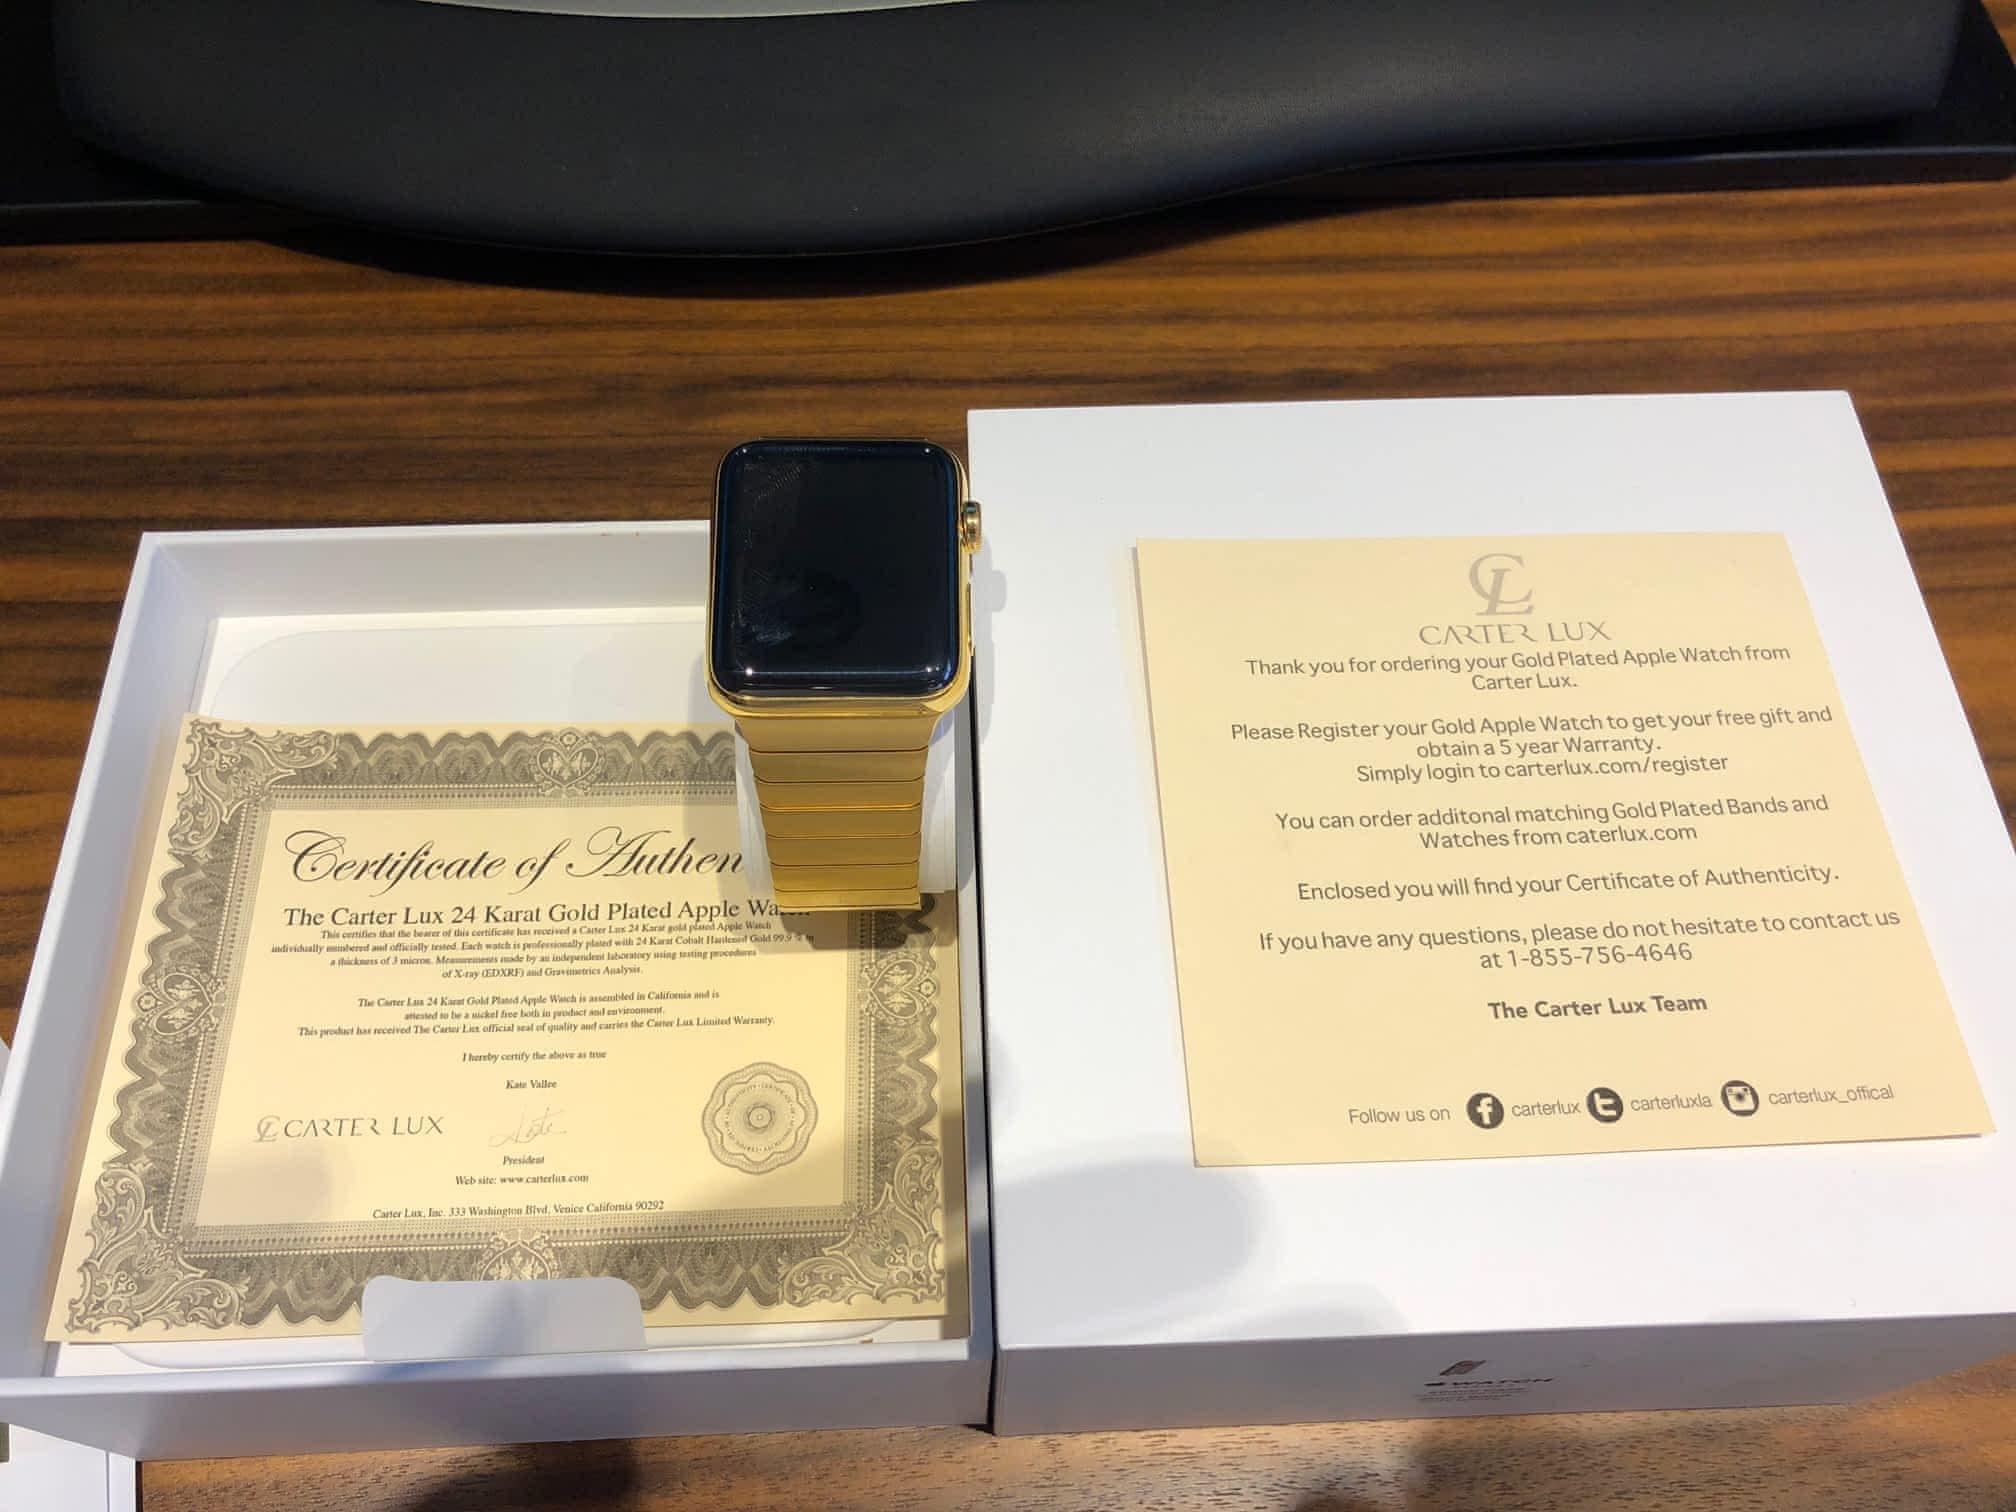 Certificate of Authen
The Carter Lux 24 Karat Gold Plated Apple Watch
This certifies that the bearer of this certificate has received a Carter Lux 24 Karat gold plated Apple Watch
individually numbered and officially tested. Each watch is professionally plated with 24 Karat Cobalt Hardened Gold 99.9 % in
a thickness of 3 micron. Measurements made by an independent laboratory using testing procedures
of X-ray (EDXRF) and Gravimetrics Analysis.
The Carter Lux 24 Karat Gold Plated Apple Watch is assembled in California and is
attested to be a nickel free both in product and environment.
This product has received The Carter Lux official seal of quality and carries the Carter Lux Limited Warranty.
I hereby certify the above as true
Kate Vallee
CL CARTER LUX
Kate
President
Web site: www.carterlux.com
Carter Lux, Inc. 333 Washington Blvd, Venice California 90292
CL
CARTER LUX
Thank you for ordering your Gold Plated Apple Watch from
Carter Lux.
Please Register your Gold Apple Watch to get your free gift and
obtain a 5 year Warranty.
Simply login to carterlux.com/register
You can order additonal matching Gold Plated Bands and
Watches from caterlux.com
Enclosed you will find your Certificate of Authenticity.
If you have any questions, please do not hesitate to contact us
at 1-855-756-4646
The Carter Lux Team
Follow us on carterlux carterluxla carterlux_offical
WATCH